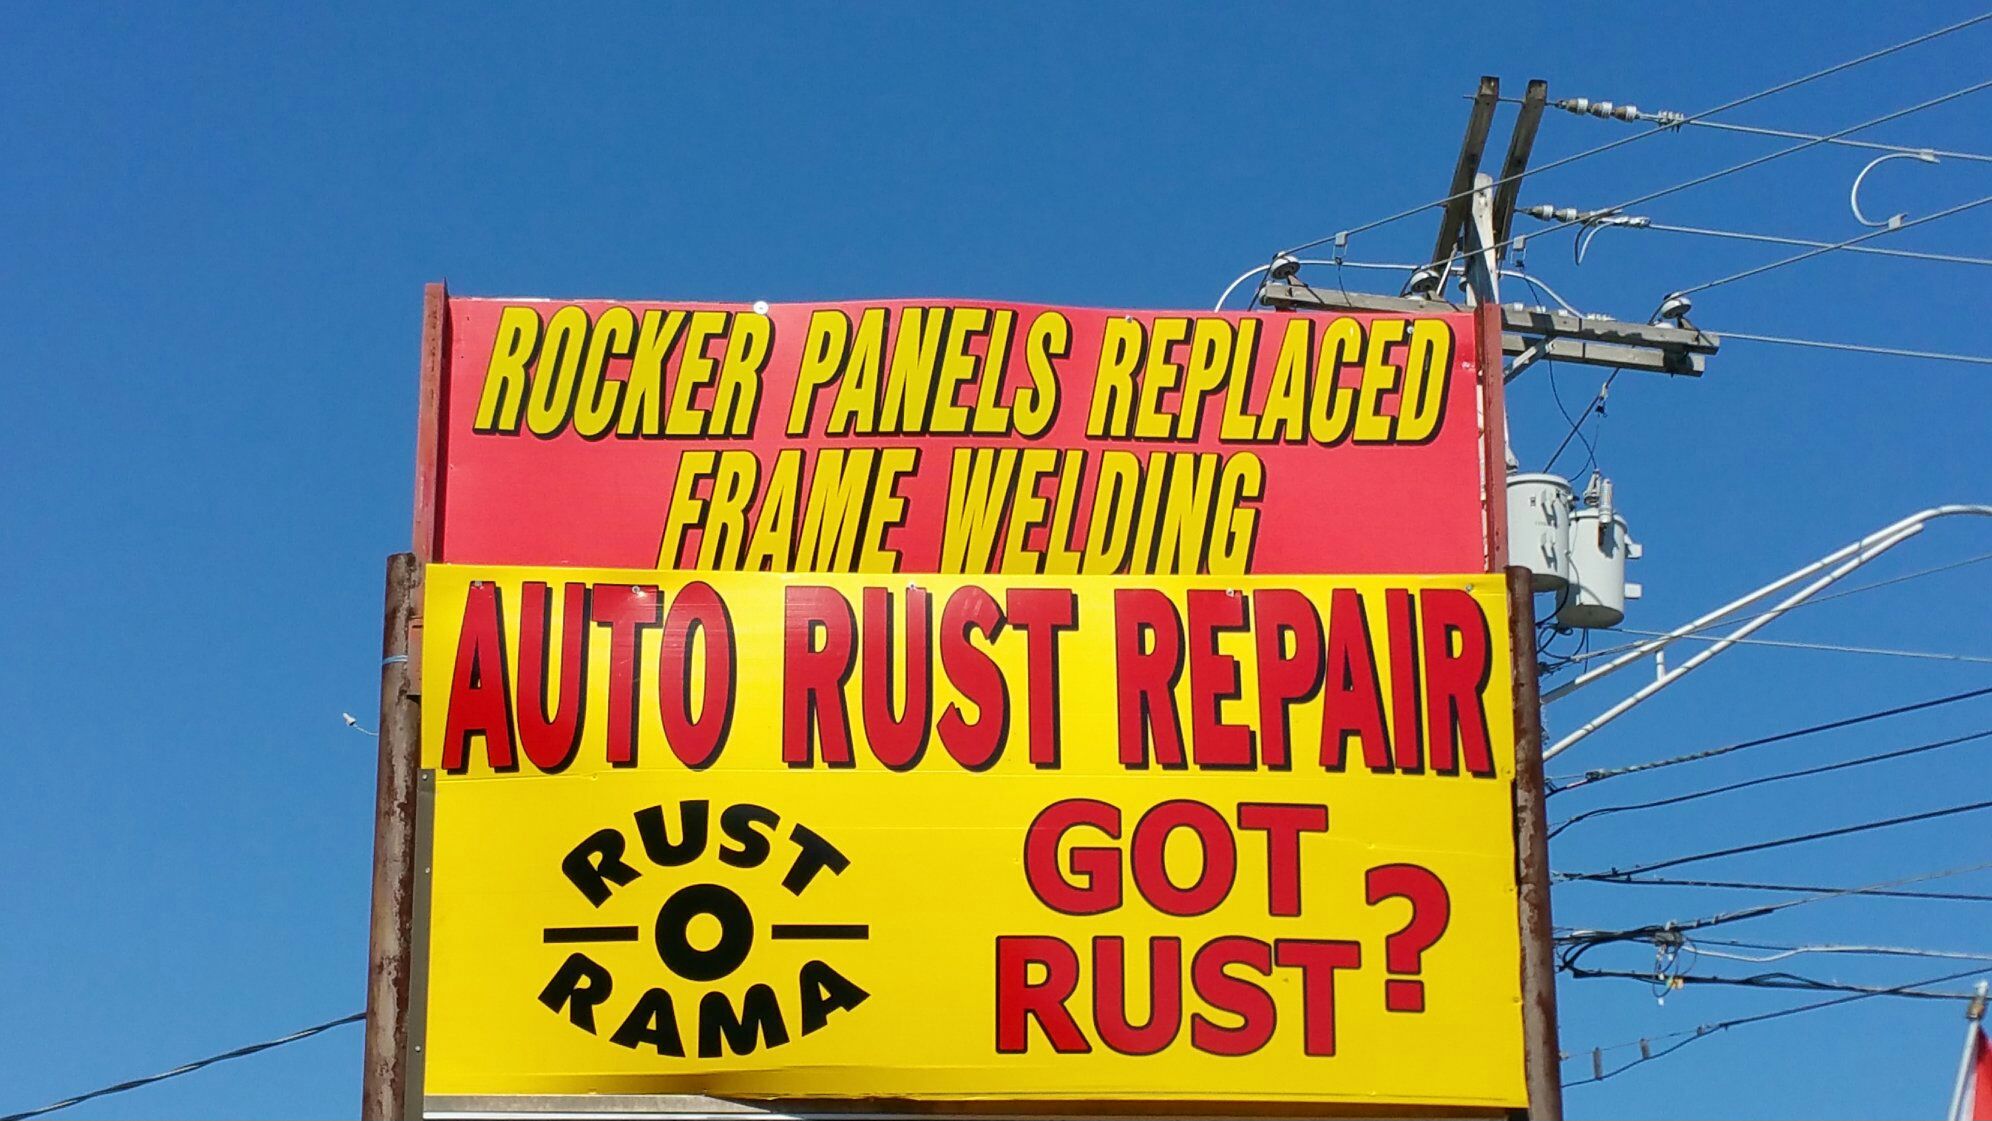 ROCKER PANELS REPLACED
FRAME WELDING
AUTO RUST REPAIR
RUST
O
RAMA
GOT
RUST?